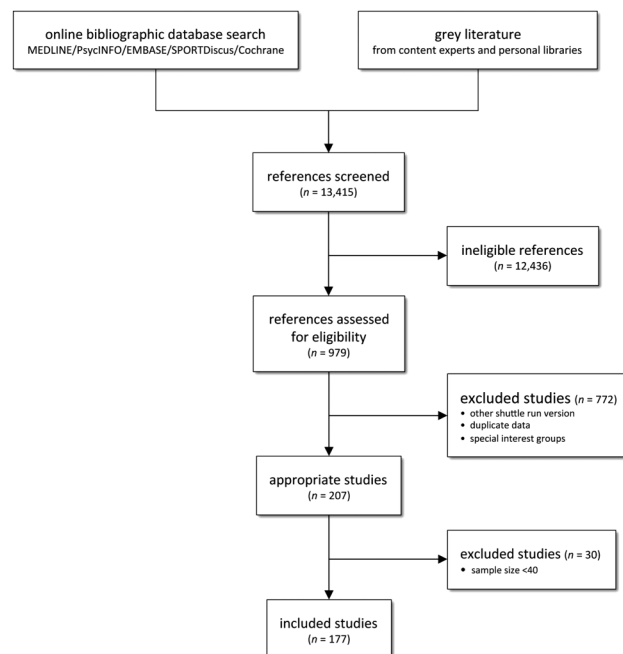 online bibliographic database search
MEDLINE/PsycINFO/EMBASE/SPORTDiscus/Cochrane
grey literature
from content experts and personal libraries
references screened
(n = 13,415)
ineligible references
(n = 12,436)
references assessed
for eligibility
(n = 979)
excluded studies (n = 772)
• other shuttle run version
• duplicate data
• special interest groups
appropriate studies
(n = 207)
excluded studies (n = 30)
• sample size <40
included studies
(n = 177)